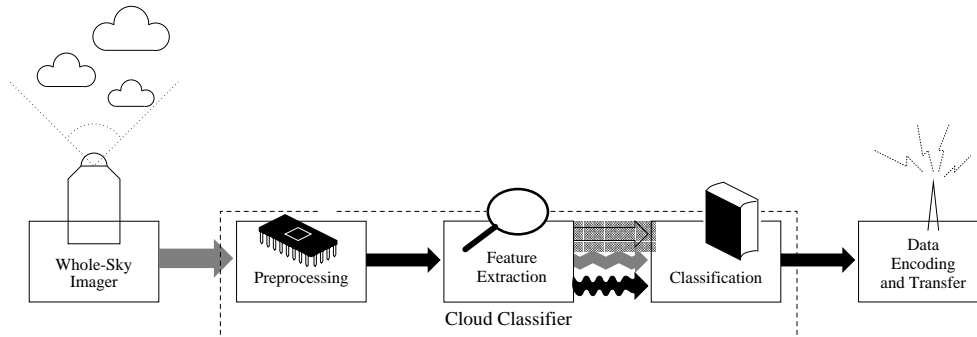 Whole-Sky
Imager
Preprocessing
Feature
Extraction
Classification
Data
Encoding
and Transfer
Cloud Classifier